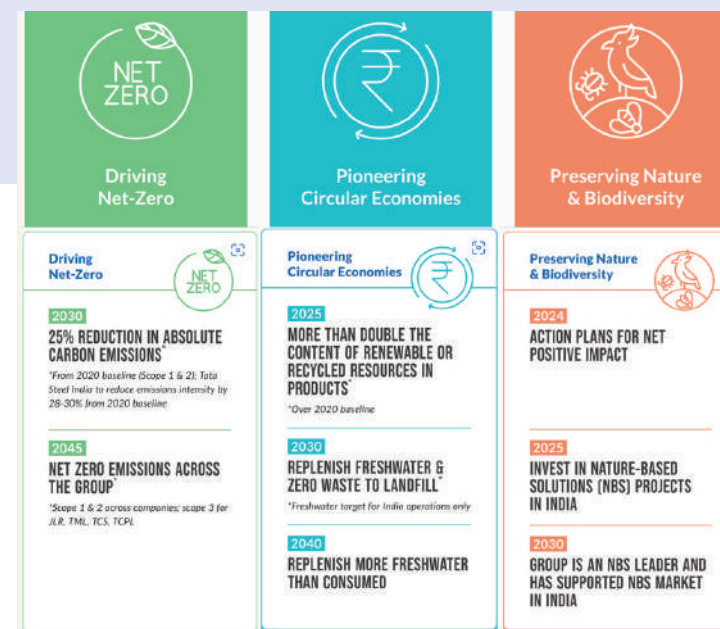 NET
ZERO
Driving
Net-Zero
₹
Pioneering
Circular Economies
Preserving Nature
& Biodiversity
Driving
Net-Zero
NET
ZERO
2030
25% REDUCTION IN ABSOLUTE
CARBON EMISSIONS*
*From 2020 baseline (Scope 1 & 2); Tata
Steel India to reduce emissions intensity by
28-30% from 2020 baseline
2045
NET ZERO EMISSIONS ACROSS
THE GROUP*
*Scope 1 & 2 across companies; scope 3 for
JLR, TML, TCS, TCPL
Pioneering
Circular Economies
₹
2025
MORE THAN DOUBLE THE
CONTENT OF RENEWABLE OR
RECYCLED RESOURCES IN
PRODUCTS*
*Over 2020 baseline
2030
REPLENISH FRESHWATER &
ZERO WASTE TO LANDFILL*
*Freshwater target for India operations only
2040
REPLENISH MORE FRESHWATER
THAN CONSUMED
Preserving Nature
& Biodiversity
2024
ACTION PLANS FOR NET
POSITIVE IMPACT
2025
INVEST IN NATURE-BASED
SOLUTIONS (NBS) PROJECTS
IN INDIA
2030
GROUP IS AN NBS LEADER AND
HAS SUPPORTED NBS MARKET
IN INDIA